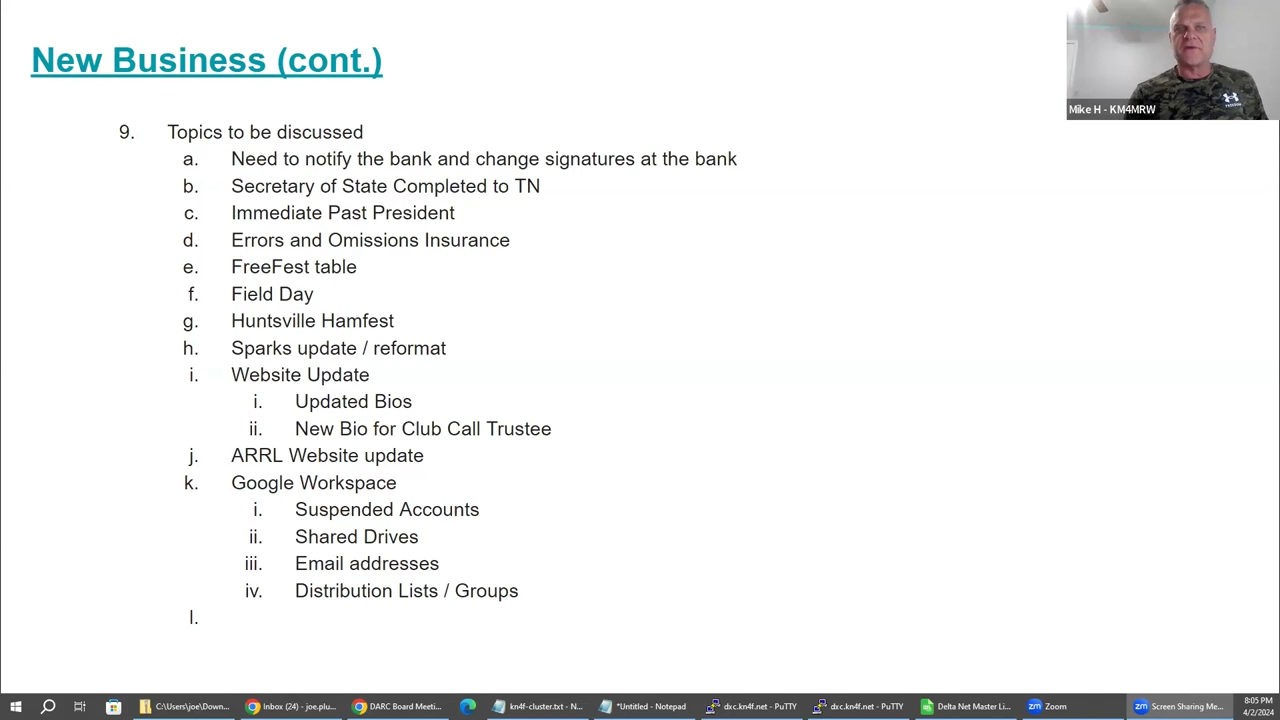 New Business (cont.)
Mike H - KM4MRW
9. Topics to be discussed
a. Need to notify the bank and change signatures at the bank
b. Secretary of State Completed to TN
c. Immediate Past President
d. Errors and Omissions Insurance
e. FreeFest table
f. Field Day
g. Huntsville Hamfest
h. Sparks update / reformat
i. Website Update
i. Updated Bios
ii. New Bio for Club Call Trustee
j. ARRL Website update
k. Google Workspace
i. Suspended Accounts
ii. Shared Drives
iii. Email addresses
iv. Distribution Lists / Groups
l.
C:\Users\joe\Down... Inbox (24) - joe.plu... DARC Board Meeti... kn4f-cluster.txt - N... *Untitled - Notepad dxc.kn4f.net - PuTTY dxc.kn4f.net - PuTTY Delta Net Master Li... Zoom Screen Sharing Me... 8:05 PM
4/2/2024